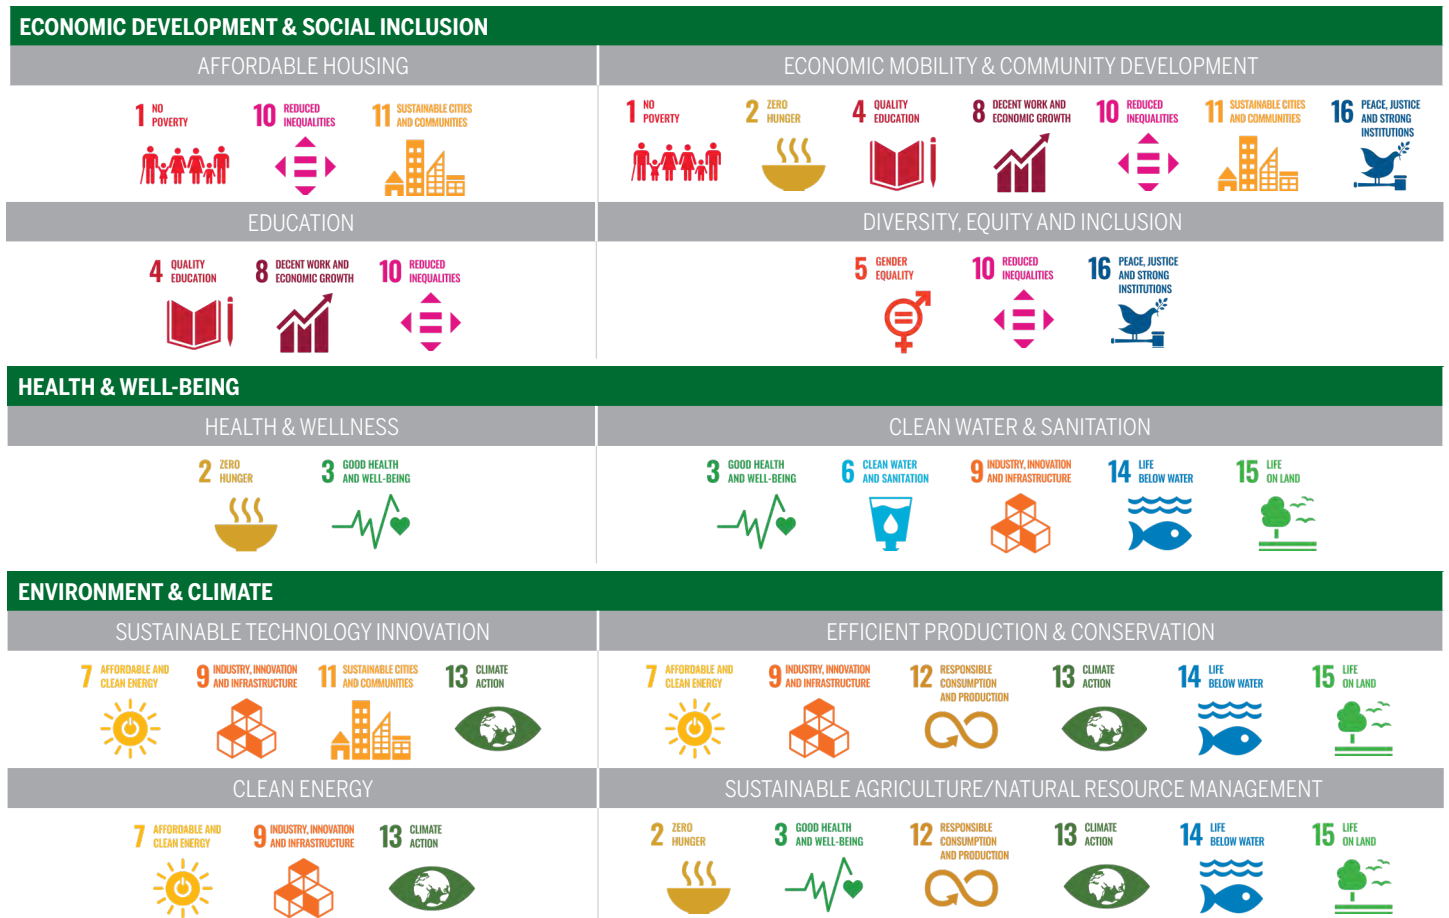 ECONOMIC DEVELOPMENT & SOCIAL INCLUSION
AFFORDABLE HOUSING
1 NO
POVERTY
10 REDUCED
INEQUALITIES
11 SUSTAINABLE CITIES
AND COMMUNITIES
ECONOMIC MOBILITY & COMMUNITY DEVELOPMENT
1 NO
POVERTY
2 ZERO
HUNGER
4 QUALITY
EDUCATION
8 DECENT WORK AND
ECONOMIC GROWTH
10 REDUCED
INEQUALITIES
11 SUSTAINABLE CITIES
AND COMMUNITIES
16 PEACE, JUSTICE
AND STRONG
INSTITUTIONS
EDUCATION
4 QUALITY
EDUCATION
8 DECENT WORK AND
ECONOMIC GROWTH
10 REDUCED
INEQUALITIES
DIVERSITY, EQUITY AND INCLUSION
5 GENDER
EQUALITY
10 REDUCED
INEQUALITIES
16 PEACE, JUSTICE
AND STRONG
INSTITUTIONS
HEALTH & WELL-BEING
HEALTH & WELLNESS
2 ZERO
HUNGER
3 GOOD HEALTH
AND WELL-BEING
CLEAN WATER & SANITATION
3 GOOD HEALTH
AND WELL-BEING
6 CLEAN WATER
AND SANITATION
9 INDUSTRY, INNOVATION
AND INFRASTRUCTURE
14 LIFE
BELOW WATER
15 LIFE
ON LAND
ENVIRONMENT & CLIMATE
SUSTAINABLE TECHNOLOGY INNOVATION
7 AFFORDABLE AND
CLEAN ENERGY
9 INDUSTRY, INNOVATION
AND INFRASTRUCTURE
11 SUSTAINABLE CITIES
AND COMMUNITIES
13 CLIMATE
ACTION
EFFICIENT PRODUCTION & CONSERVATION
7 AFFORDABLE AND
CLEAN ENERGY
9 INDUSTRY, INNOVATION
AND INFRASTRUCTURE
12 RESPONSIBLE
CONSUMPTION
AND PRODUCTION
13 CLIMATE
ACTION
14 LIFE
BELOW WATER
15 LIFE
ON LAND
CLEAN ENERGY
7 AFFORDABLE AND
CLEAN ENERGY
9 INDUSTRY, INNOVATION
AND INFRASTRUCTURE
13 CLIMATE
ACTION
SUSTAINABLE AGRICULTURE/NATURAL RESOURCE MANAGEMENT
2 ZERO
HUNGER
3 GOOD HEALTH
AND WELL-BEING
12 RESPONSIBLE
CONSUMPTION
AND PRODUCTION
13 CLIMATE
ACTION
14 LIFE
BELOW WATER
15 LIFE
ON LAND